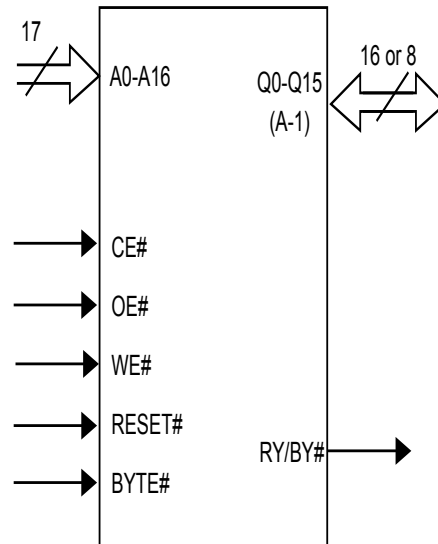 17
A0-A16
16 or 8
Q0-Q15
(A-1)
CE#
OE#
WE#
RESET#
RY/BY#
BYTE#